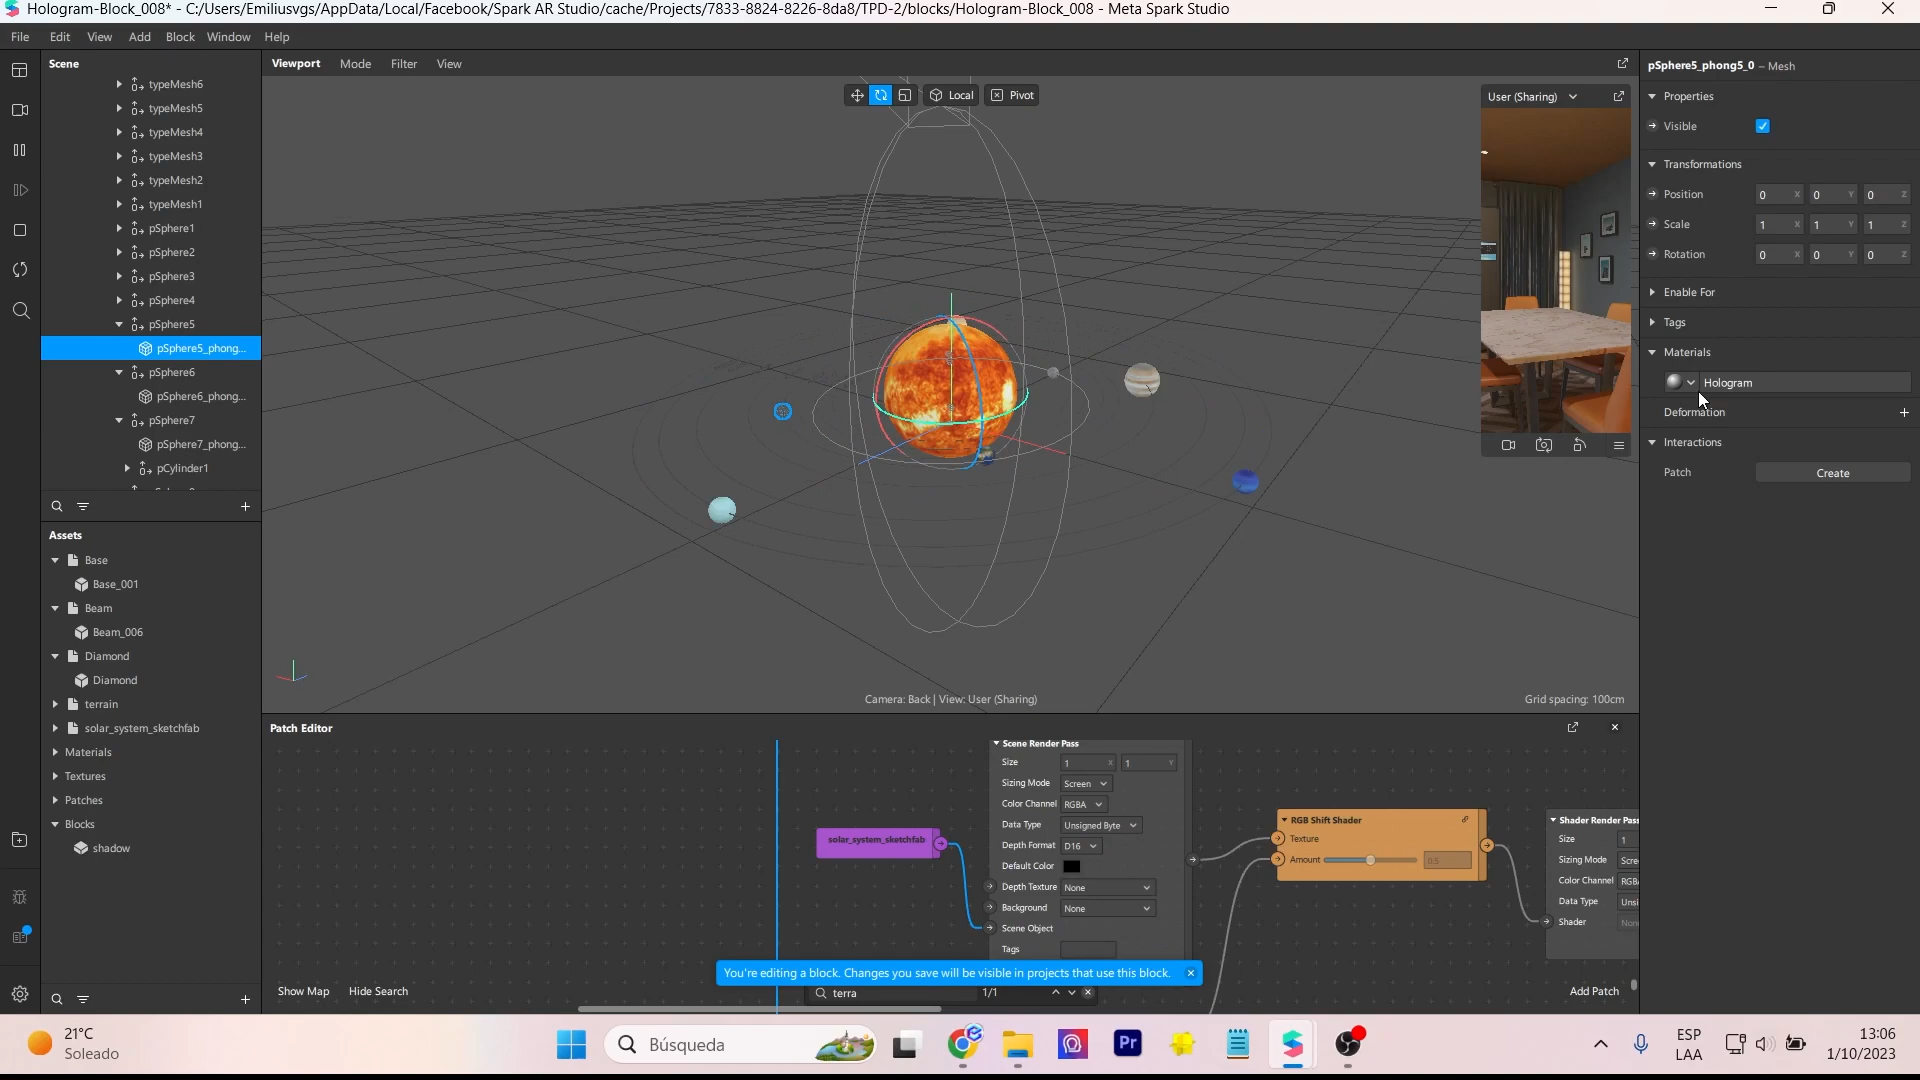 Hologram-Block_008* - C:/Users/Emiliusvgs/AppData/Local/Facebook/Spark AR Studio/cache/Projects/7833-8824-8226-8da8/TPD-2/blocks/Hologram-Block_008 - Meta Spark Studio
File Edit View Add Block Window Help
Scene
typeMesh6
typeMesh5
typeMesh4
typeMesh3
typeMesh2
typeMesh1
pSphere1
pSphere2
pSphere3
pSphere4
pSphere5
pSphere5_phong...
pSphere6
pSphere6_phong...
pSphere7
pSphere7_phong...
pCylinder1
Assets
Base
Base_001
Beam
Beam_006
Diamond
Diamond
terrain
solar_system_sketchfab
Materials
Textures
Patches
Blocks
shadow
Viewport Mode Filter View
Local Pivot
User (Sharing)
Camera: Back | View: User (Sharing)
Grid spacing: 100cm
Patch Editor
solar_system_sketchfab
Scene Render Pass
Size 1 X 1 Y
Sizing Mode Screen
Color Channel RGBA
Data Type Unsigned Byte
Depth Format D16
Default Color
Depth Texture None
Background None
Scene Object
Tags
RGB Shift Shader
Texture
Amount 0.5
Shader Render Pass
Size 1
Sizing Mode Scre
Color Channel RGB
Data Type Unsi
Shader Non
You're editing a block. Changes you save will be visible in projects that use this block.
Show Map Hide Search
terra 1/1
Add Patch
pSphere5_phong5_0 – Mesh
Properties
Visible
Transformations
Position 0 X 0 Y 0 Z
Scale 1 X 1 Y 1 Z
Rotation 0 X 0 Y 0 Z
Enable For
Tags
Materials
Hologram
Deformation
Interactions
Patch Create
21°C
Soleado
Búsqueda
Pr
ESP
LAA
13:06
1/10/2023